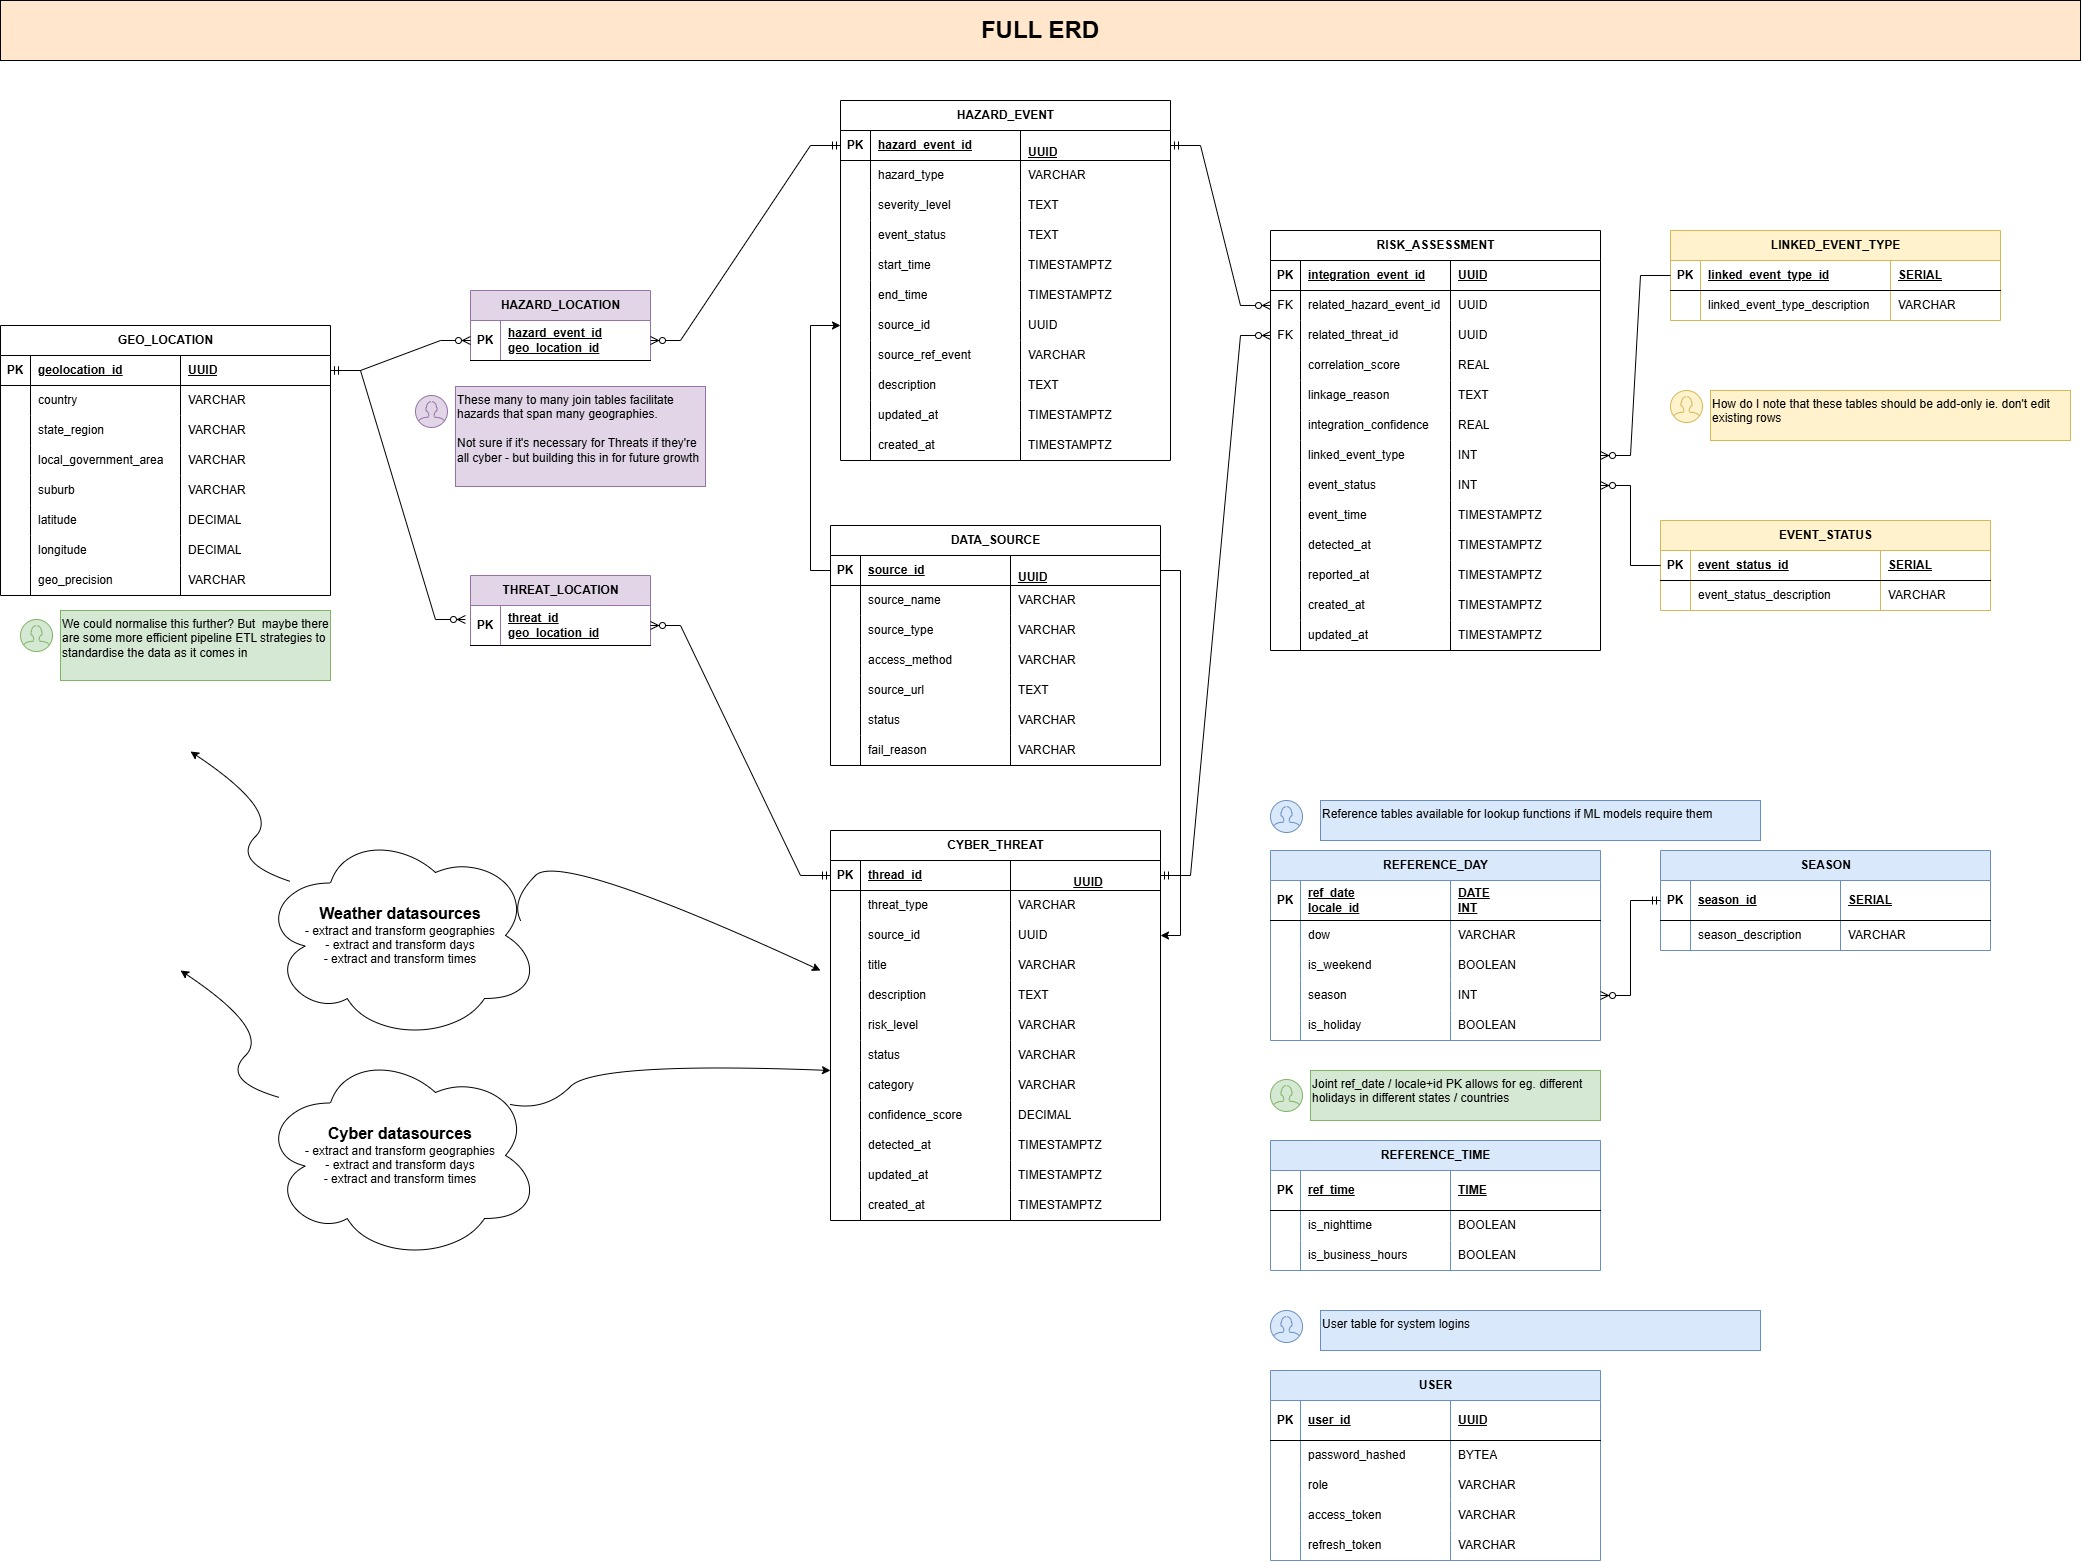 FULL ERD
HAZARD_EVENT
PK hazard_event_id UUID
hazard_type VARCHAR
severity_level TEXT
event_status TEXT
start_time TIMESTAMPTZ
end_time TIMESTAMPTZ
source_id UUID
source_ref_event VARCHAR
description TEXT
updated_at TIMESTAMPTZ
created_at TIMESTAMPTZ
RISK_ASSESSMENT
PK integration_event_id UUID
FK related_hazard_event_id UUID
FK related_threat_id UUID
correlation_score REAL
linkage_reason TEXT
integration_confidence REAL
linked_event_type INT
event_status INT
event_time TIMESTAMPTZ
detected_at TIMESTAMPTZ
reported_at TIMESTAMPTZ
created_at TIMESTAMPTZ
updated_at TIMESTAMPTZ
LINKED_EVENT_TYPE
PK linked_event_type_id SERIAL
linked_event_type_description VARCHAR
How do I note that these tables should be add-only ie. don't edit
existing rows
EVENT_STATUS
PK event_status_id SERIAL
event_status_description VARCHAR
HAZARD_LOCATION
PK hazard_event_id
geo_location_id
These many to many join tables facilitate
hazards that span many geographies.
Not sure if it's necessary for Threats if they're
all cyber - but building this in for future growth
GEO_LOCATION
PK geolocation_id UUID
country VARCHAR
state_region VARCHAR
local_government_area VARCHAR
suburb VARCHAR
latitude DECIMAL
longitude DECIMAL
geo_precision VARCHAR
We could normalise this further? But maybe there
are some more efficient pipeline ETL strategies to
standardise the data as it comes in
THREAT_LOCATION
PK threat_id
geo_location_id
DATA_SOURCE
PK source_id UUID
source_name VARCHAR
source_type VARCHAR
access_method VARCHAR
source_url TEXT
status VARCHAR
fail_reason VARCHAR
CYBER_THREAT
PK thread_id UUID
threat_type VARCHAR
source_id UUID
title VARCHAR
description TEXT
risk_level VARCHAR
status VARCHAR
category VARCHAR
confidence_score DECIMAL
detected_at TIMESTAMPTZ
updated_at TIMESTAMPTZ
created_at TIMESTAMPTZ
Weather datasources
- extract and transform geographies
- extract and transform days
- extract and transform times
Cyber datasources
- extract and transform geographies
- extract and transform days
- extract and transform times
Reference tables available for lookup functions if ML models require them
REFERENCE_DAY
PK ref_date DATE
locale_id INT
dow VARCHAR
is_weekend BOOLEAN
season INT
is_holiday BOOLEAN
SEASON
PK season_id SERIAL
season_description VARCHAR
Joint ref_date / locale+id PK allows for eg. different
holidays in different states / countries
REFERENCE_TIME
PK ref_time TIME
is_nighttime BOOLEAN
is_business_hours BOOLEAN
User table for system logins
USER
PK user_id UUID
password_hashed BYTEA
role VARCHAR
access_token VARCHAR
refresh_token VARCHAR